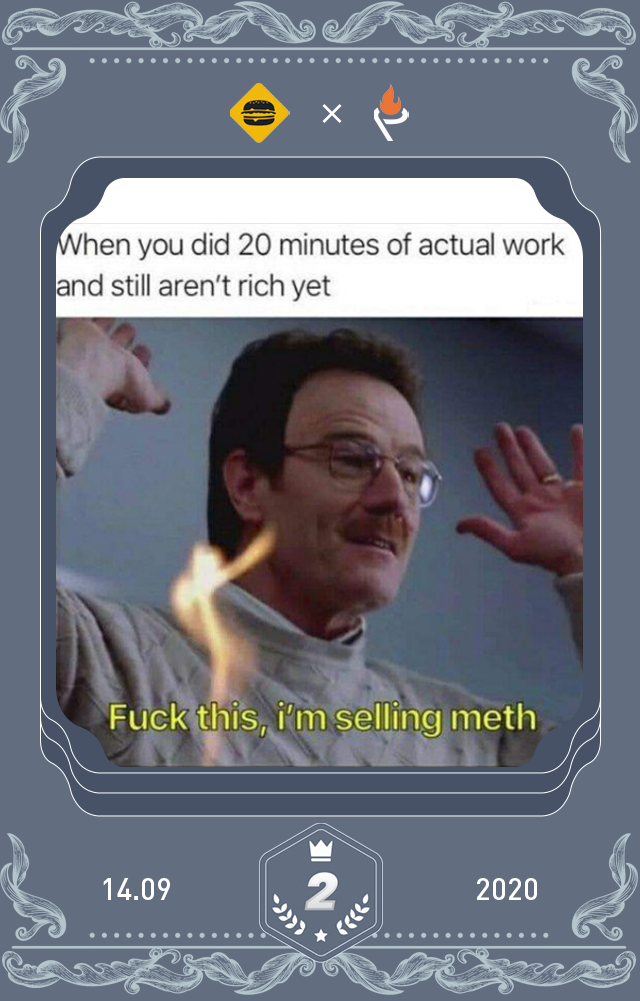 When you did 20 minutes of actual work
and still aren't rich yet
Fuck this, i'm selling meth
14.09
2
2020